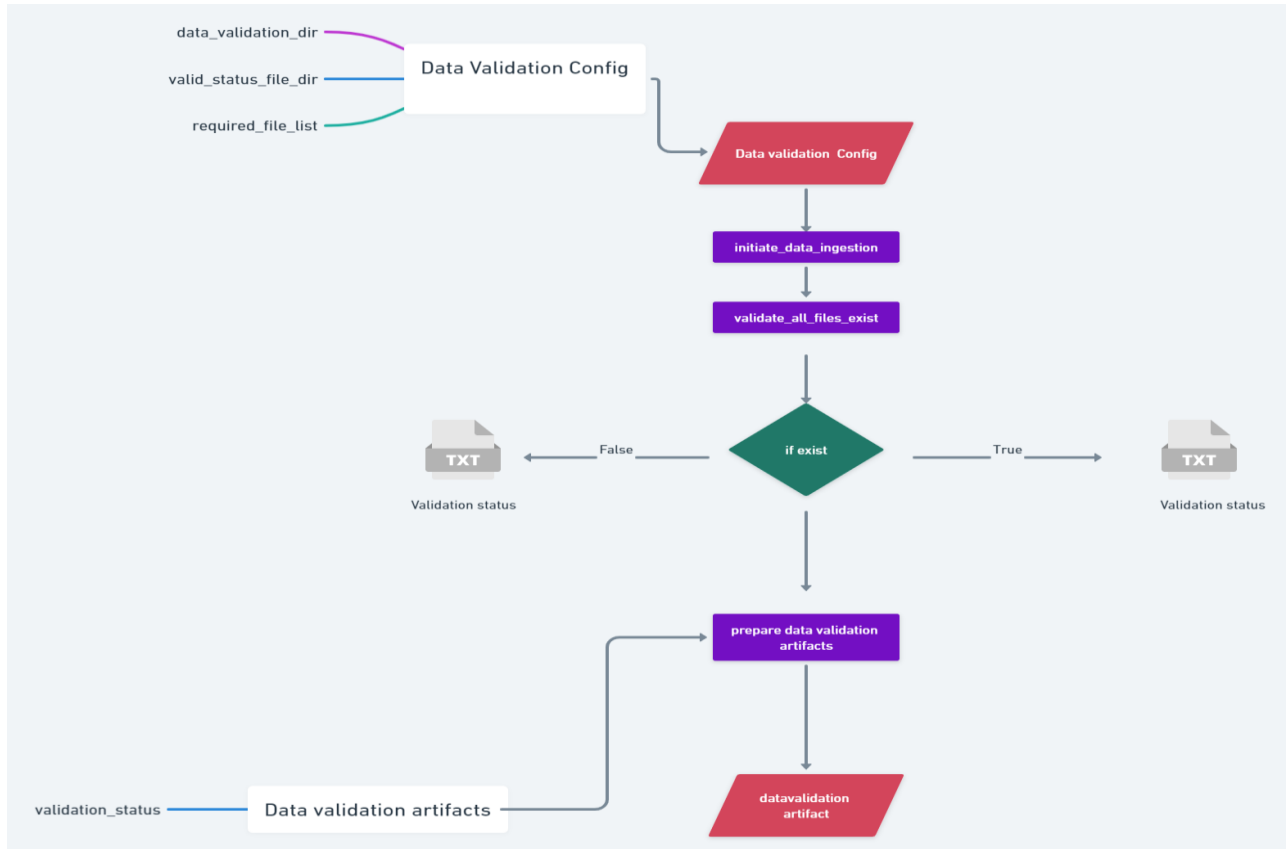 data_validation_dir
valid_status_file_dir
required_file_list
Data Validation Config
Data validation Config
initiate_data_ingestion
validate_all_files_exist
if exist
False
True
TXT
Validation status
TXT
Validation status
prepare data validation
artifacts
validation_status
Data validation artifacts
datavalidation
artifact